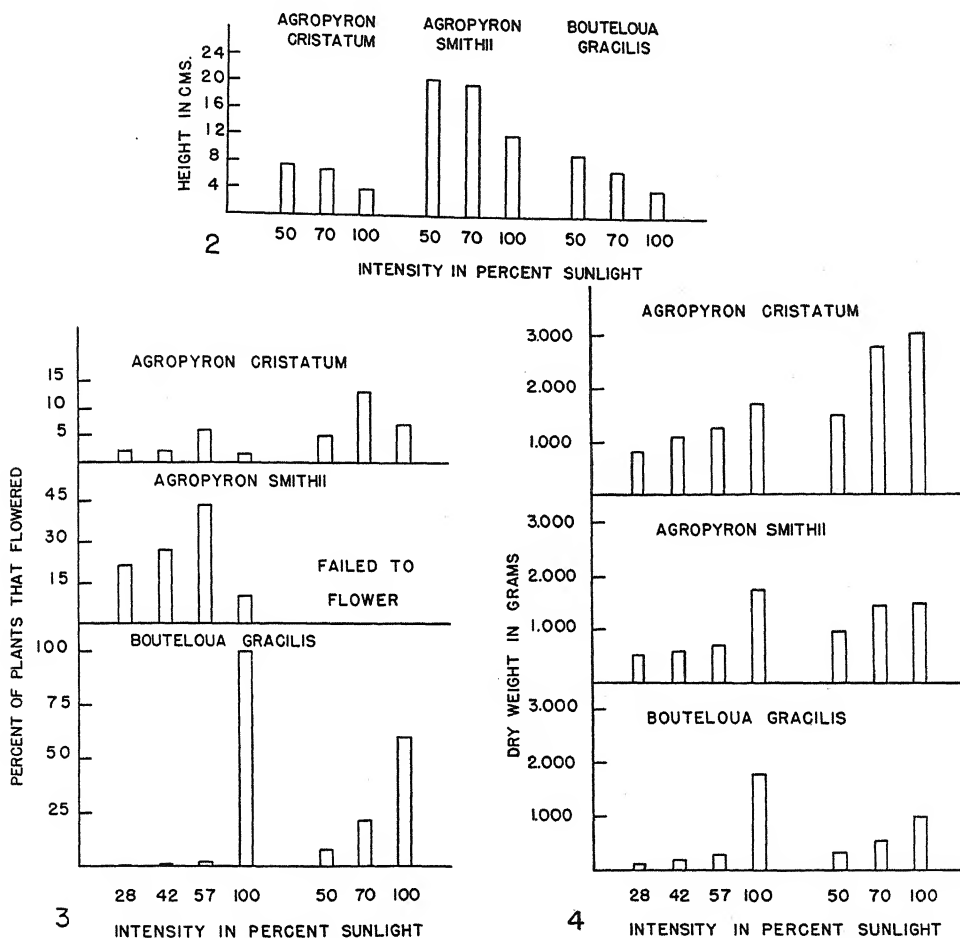 AGROPYRON CRISTATUM
AGROPYRON SMITHII
BOUTELOUA GRACILIS
HEIGHT IN CMS.
24
20
16
12
8
4
50 70 100 50 70 100 50 70 100
2
INTENSITY IN PERCENT SUNLIGHT
PERCENT OF PLANTS THAT FLOWERED
AGROPYRON CRISTATUM
15
10
5
AGROPYRON SMITHII
45
30
15
FAILED TO
FLOWER
BOUTELOUA GRACILIS
100
75
50
25
28 42 57 100 50 70 100
3
INTENSITY IN PERCENT SUNLIGHT
DRY WEIGHT IN GRAMS
AGROPYRON CRISTATUM
3.000
2.000
1.000
AGROPYRON SMITHII
3.000
2.000
1.000
BOUTELOUA GRACILIS
3.000
2.000
1.000
28 42 57 100 50 70 100
4
INTENSITY IN PERCENT SUNLIGHT